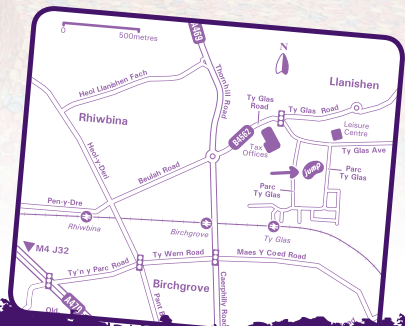 0
500metres
A469
N
Llanishen
Heol Llanishen Fach
Thornhill Road
Ty Glas
Road
Ty Glas Road
Rhiwbina
B4562
Leisure
Centre
Tax
Offices
Ty Glas Ave
Heol-y-Deri
Beulah Road
jump
Parc
Ty Glas
Parc
Ty Glas
Pen-y-Dre
Rhiwbina
Birchgrove
Ty Glas
M4 J32
Ty'n y Parc Road
Ty Wern Road
Maes Y Coed Road
Birchgrove
Caerphilly Road
A470
Old